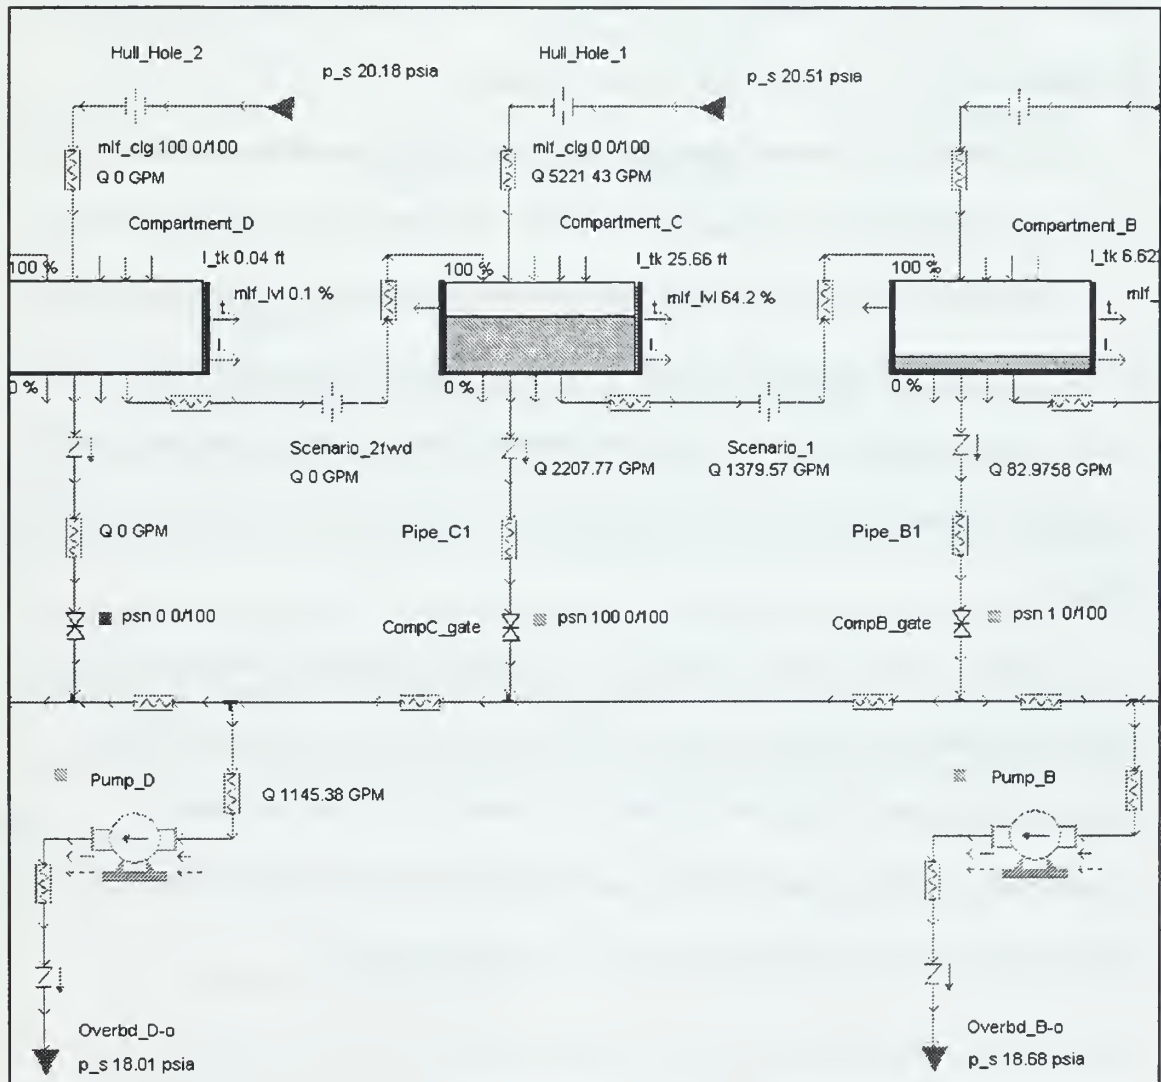 Hull_Hole_2
Hull_Hole_1
p_s 20.18 psia
p_s 20.51 psia
mlf_clg 100 0/100
mlf_clg 0 0/100
Q 0 GPM
Q 5221 43 GPM
Compartment_D
Compartment_C
Compartment_B
l_tk 0.04 ft
l_tk 25.66 ft
l_tk 6.62
100 %
100 %
100 %
mlf_lvl 0.1 %
mlf_lvl 64.2 %
mlf_
t.
t.
t.
l.
l.
l.
0 %
0 %
0 %
Scenario_2fwd
Scenario_1
Q 0 GPM
Q 2207.77 GPM
Q 1379.57 GPM
Q 82.9758 GPM
Q 0 GPM
Pipe_C1
Pipe_B1
psn 0 0/100
CompC_gate
psn 100 0/100
CompB_gate
psn 1 0/100
Pump_D
Pump_B
Q 1145.38 GPM
Overbd_D-o
Overbd_B-o
p_s 18.01 psia
p_s 18.68 psia